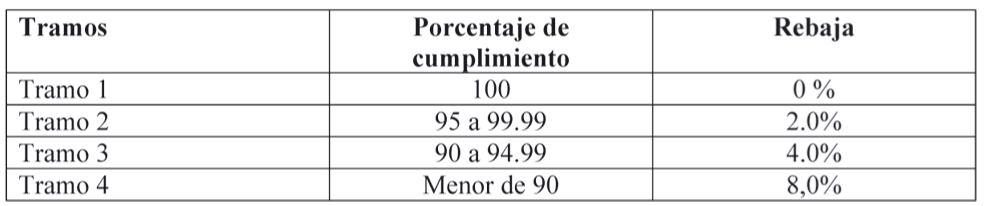 Tramos Porcentaje de Rebaja
cumplimiento
Tramo 1 100 0 %
Tramo 2 95 a 99.99 2.0%
Tramo 3 90 a 94.99 4.0%
Tramo 4 Menor de 90 8,0%